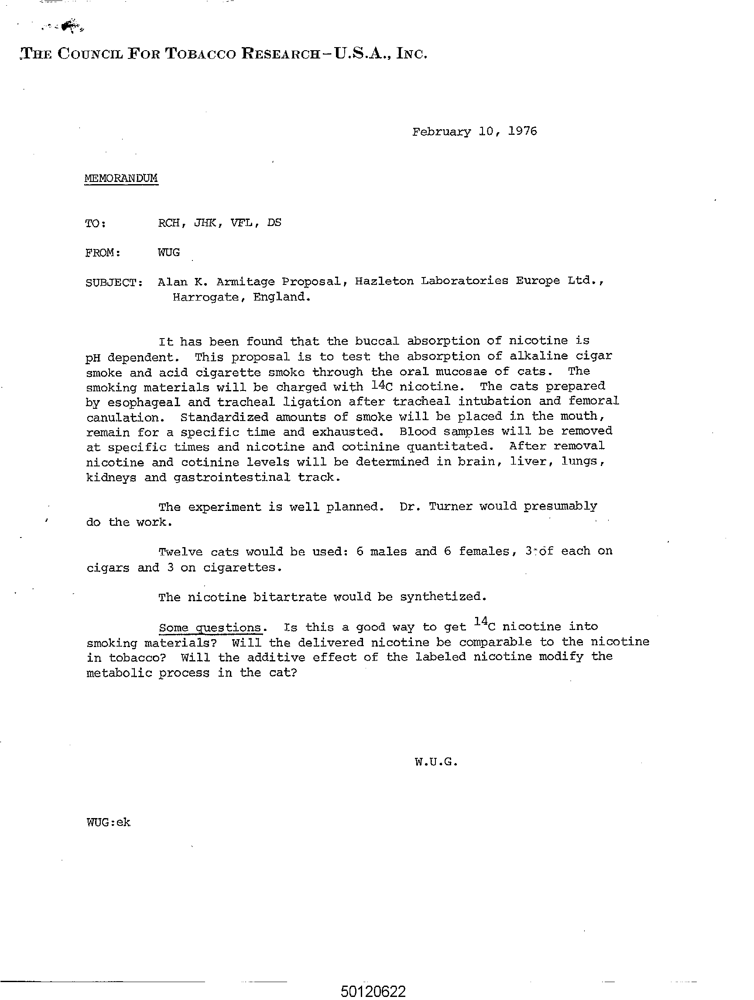 THE COUNCIL FOR TOBACCO RESEARCH-U.S.A., INC.
February 10, 1976
MEMORANDUM
TO: RCH, JHK, VFL, DS
FROM: WUG
SUBJECT: Alan K. Armitage Proposal, Hazleton Laboratories Europe Ltd.,
Harrogate, England.
It has been found that the buccal absorption of nicotine is
pH dependent. This proposal is to test the absorption of alkaline cigar
smoke and acid cigarette smoke through the oral mucosae of cats. The
smoking materials will be charged with 14C nicotine. The cats prepared
by esophageal and tracheal ligation after tracheal intubation and femoral
canulation. Standardized amounts of smoke will be placed in the mouth,
remain for a specific time and exhausted. Blood samples will be removed
at specific times and nicotine and cotinine quantitated. After removal
nicotine and cotinine levels will be determined in brain, liver, lungs,
kidneys and gastrointestinal track.
The experiment is well planned. Dr. Turner would presumably
do the work.
Twelve cats would be used: 6 males and 6 females, 3 of each on
cigars and 3 on cigarettes.
The nicotine bitartrate would be synthetized.
Some questions. Is this a good way to get 14C nicotine into
smoking materials? Will the delivered nicotine be comparable to the nicotine
in tobacco? Will the additive effect of the labeled nicotine modify the
metabolic process in the cat?
W.U.G.
WUG:ek
50120622